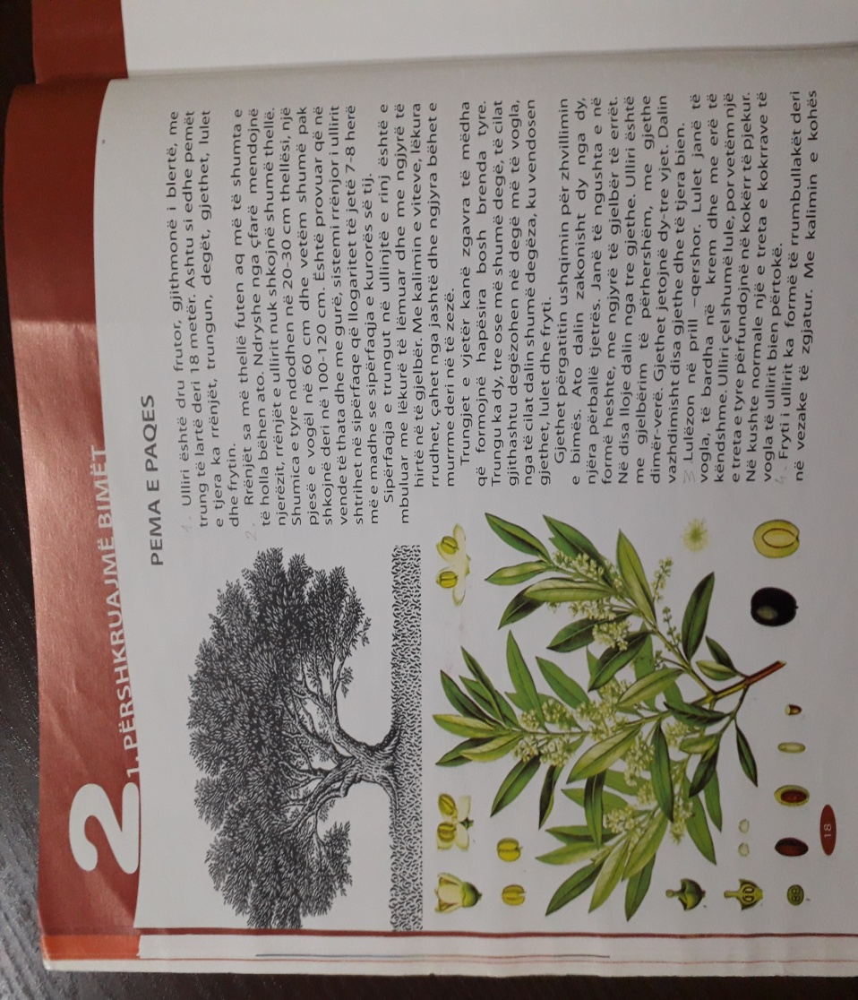 2
1. PËRSHKRUAJMË BIMËT
PEMA E PAQES
1. Ulliri është dru frutor, gjithmonë i blertë, me
trung të lartë deri 18 metër. Ashtu si edhe pemët
e tjera ka rrënjët, trungun, degët, gjethet, lulet
dhe frytin.
2. Rrënjët sa më thellë futen aq më të shumta e
të holla bëhen ato. Ndryshe nga çfarë mendojnë
njerëzit, rrënjët e ullirit nuk shkojnë shumë thellë.
Shumica e tyre ndodhen në 20-30 cm thellësi, një
pjesë e vogël në 60 cm dhe vetëm shumë pak
shkojnë deri në 100-120 cm. Është provuar që në
vende të thata dhe me gurë, sistemi rrënjor i ullirit
shtrihet në sipërfaqe që llogaritet të jetë 7-8 herë
më e madhe se sipërfaqja e kurorës së tij.
Sipërfaqja e trungut në ullinjtë e rinj është e
mbuluar me lëkurë të lëmuar dhe me ngjyrë të
hirtë në të gjelbër. Me kalimin e viteve, lëkura
rrudhet, çahet nga jashtë dhe ngjyra bëhet e
murrme deri në të zezë.
Trungjet e vjetër kanë zgavra të mëdha
që formojnë hapësira bosh brenda tyre.
Trungu ka dy, tre ose më shumë degë, të cilat
gjithashtu degëzohen në degë më të vogla,
nga të cilat dalin shumë degëza, ku vendosen
gjethet, lulet dhe fryti.
Gjethet përgatitin ushqimin për zhvillimin
e bimës. Ato dalin zakonisht dy nga dy,
njëra përballë tjetrës. Janë të ngushta e në
formë heshte, me ngjyrë të gjelbër të errët.
Në disa lloje dalin nga tre gjethe. Ulliri është
me gjelbërim të përhershëm, me gjethe
dimër-verë. Gjethet jetojnë dy-tre vjet. Dalin
vazhdimisht disa gjethe dhe të tjera bien.
3 Lulëzon në prill –qershor. Lulet janë të
vogla, të bardha në krem dhe me erë të
këndshme. Ulliri çel shumë lule, por vetëm një
e treta e tyre përfundojnë në kokërr të pjekur.
Në kushte normale një e treta e kokrrave të
vogla të ullirit bien përtokë.
4. Fryti i ullirit ka formë të rrumbullakët deri
në vezake të zgjatur. Me kalimin e kohës
18